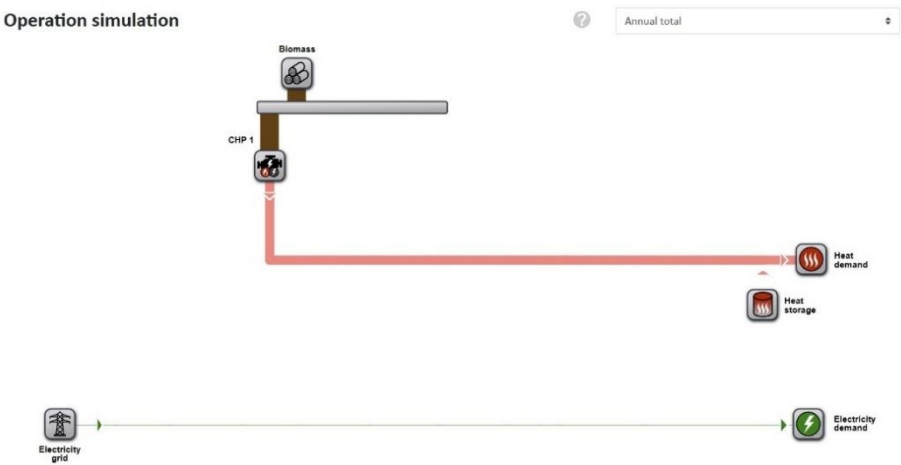 Operation simulation
?
Annual total
Biomass
CHP 1
Heat
demand
Heat
storage
Electricity
grid
Electricity
demand